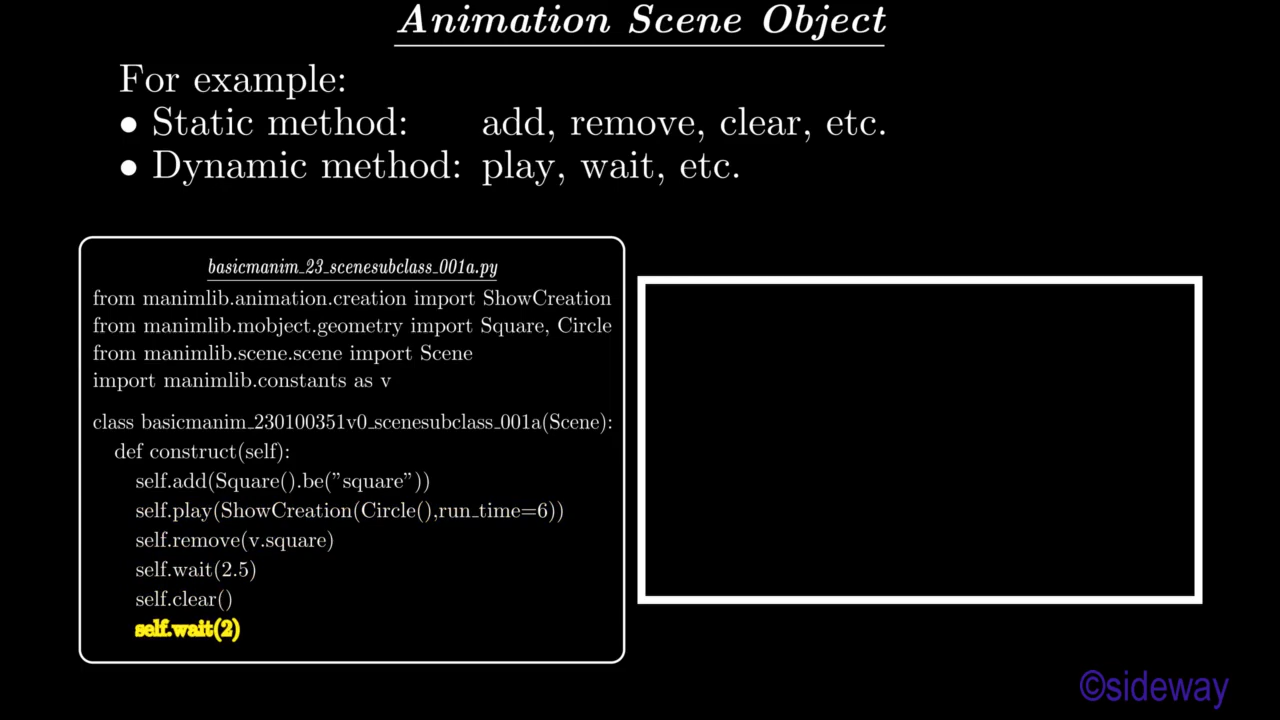 Animation Scene Object
For example:
• Static method: add, remove, clear, etc.
• Dynamic method: play, wait, etc.
basicmanim_23_scenesubclass_001a.py
from manimlib.animation.creation import ShowCreation
from manimlib.mobject.geometry import Square, Circle
from manimlib.scene.scene import Scene
import manimlib.constants as v
class basicmanim_230100351v0_scenesubclass_001a(Scene):
def construct(self):
self.add(Square().be(”square”))
self.play(ShowCreation(Circle(),run_time=6))
self.remove(v.square)
self.wait(2.5)
self.clear()
self.wait(2)
©sideway